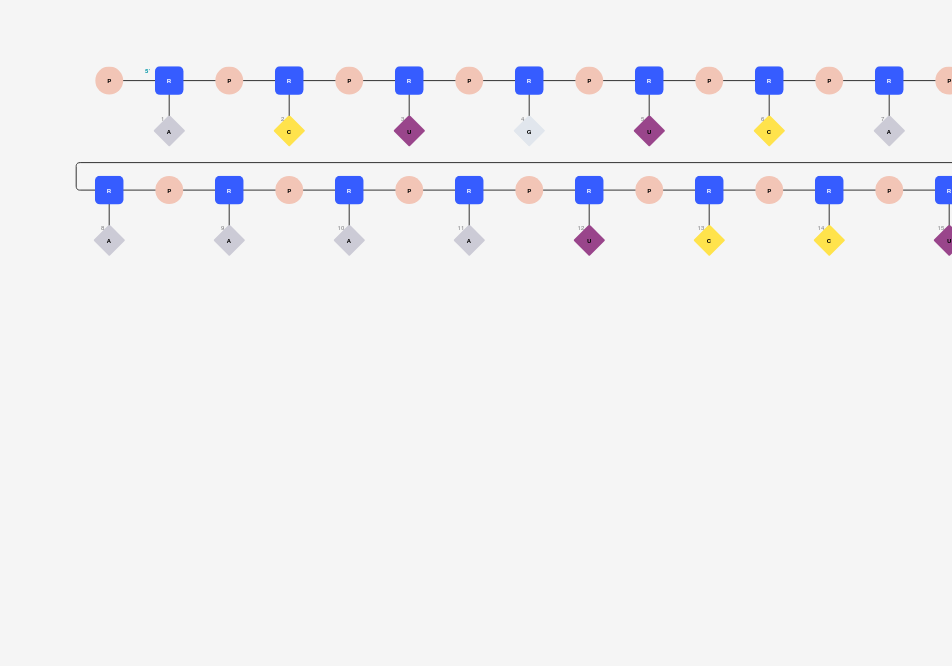 5'
P R P R P R P R P R P R P R P
1 2 3 4 5 6 7
A C U G U C A
R P R P R P R P R P R P R P R
8 9 10 11 12 13 14 15
A A A A U C C U